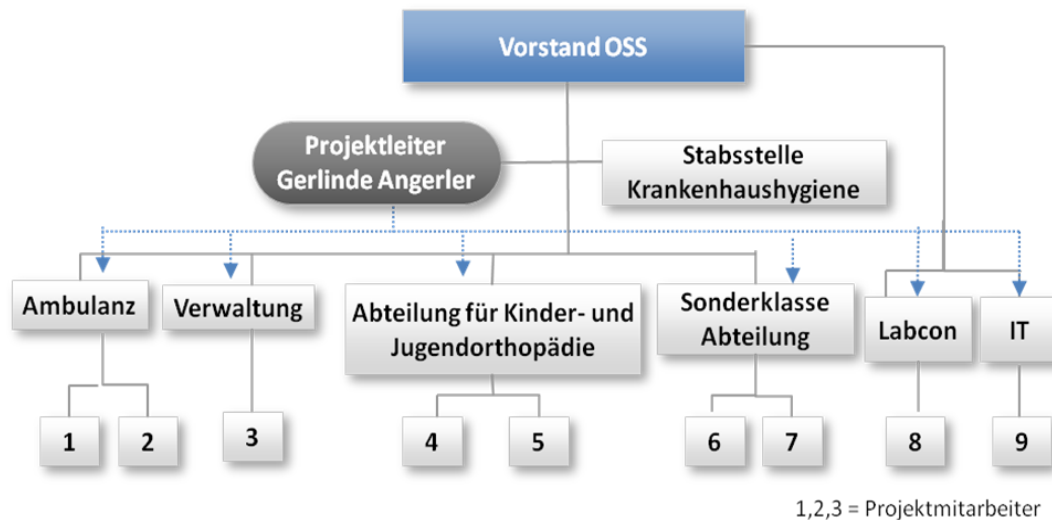 Vorstand OSS
Projektleiter
Gerlinde Angerler
Stabsstelle
Krankenhaushygiene
Ambulanz
Verwaltung
Abteilung für Kinder- und
Jugendorthopädie
Sonderklasse
Abteilung
Labcon
IT
1
2
3
4
5
6
7
8
9
1,2,3 = Projektmitarbeiter